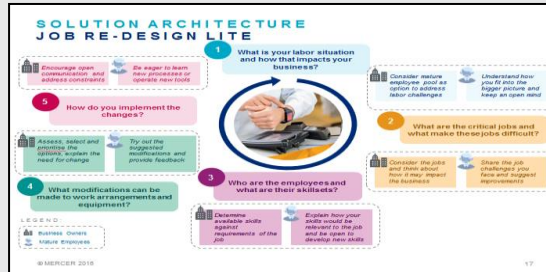 SOLUTION ARCHITECTURE
JOB RE-DESIGN LITE
1
What is your labor situation
and how that impacts your
business?
Consider mature
employee pool as
option to address
labor challenges
Understand how
you fit into the
bigger picture and
keep an open mind
2
What are the critical jobs and
what make these jobs difficult?
Consider the jobs
and think about
how it may impact
the business
Share the job
challenges you
face and suggest
improvements
3
Who are the employees and
what are their skillsets?
Determine
available skills
against
requirements of the
job
Explain how your
skills would be
relevant to the job
and be open to
develop new skills
4
What modifications can be
made to work arrangements and
equipment?
Assess, select and
prioritise the
options, explain the
need for change
Try out the
suggested
modifications and
provide feedback
5
How do you implement the
changes?
Encourage open
communication and
address constraints
Be eager to learn
new processes or
operate new tools
LEGEND
Business Owners
Mature Employees
© MERCER 2016
17